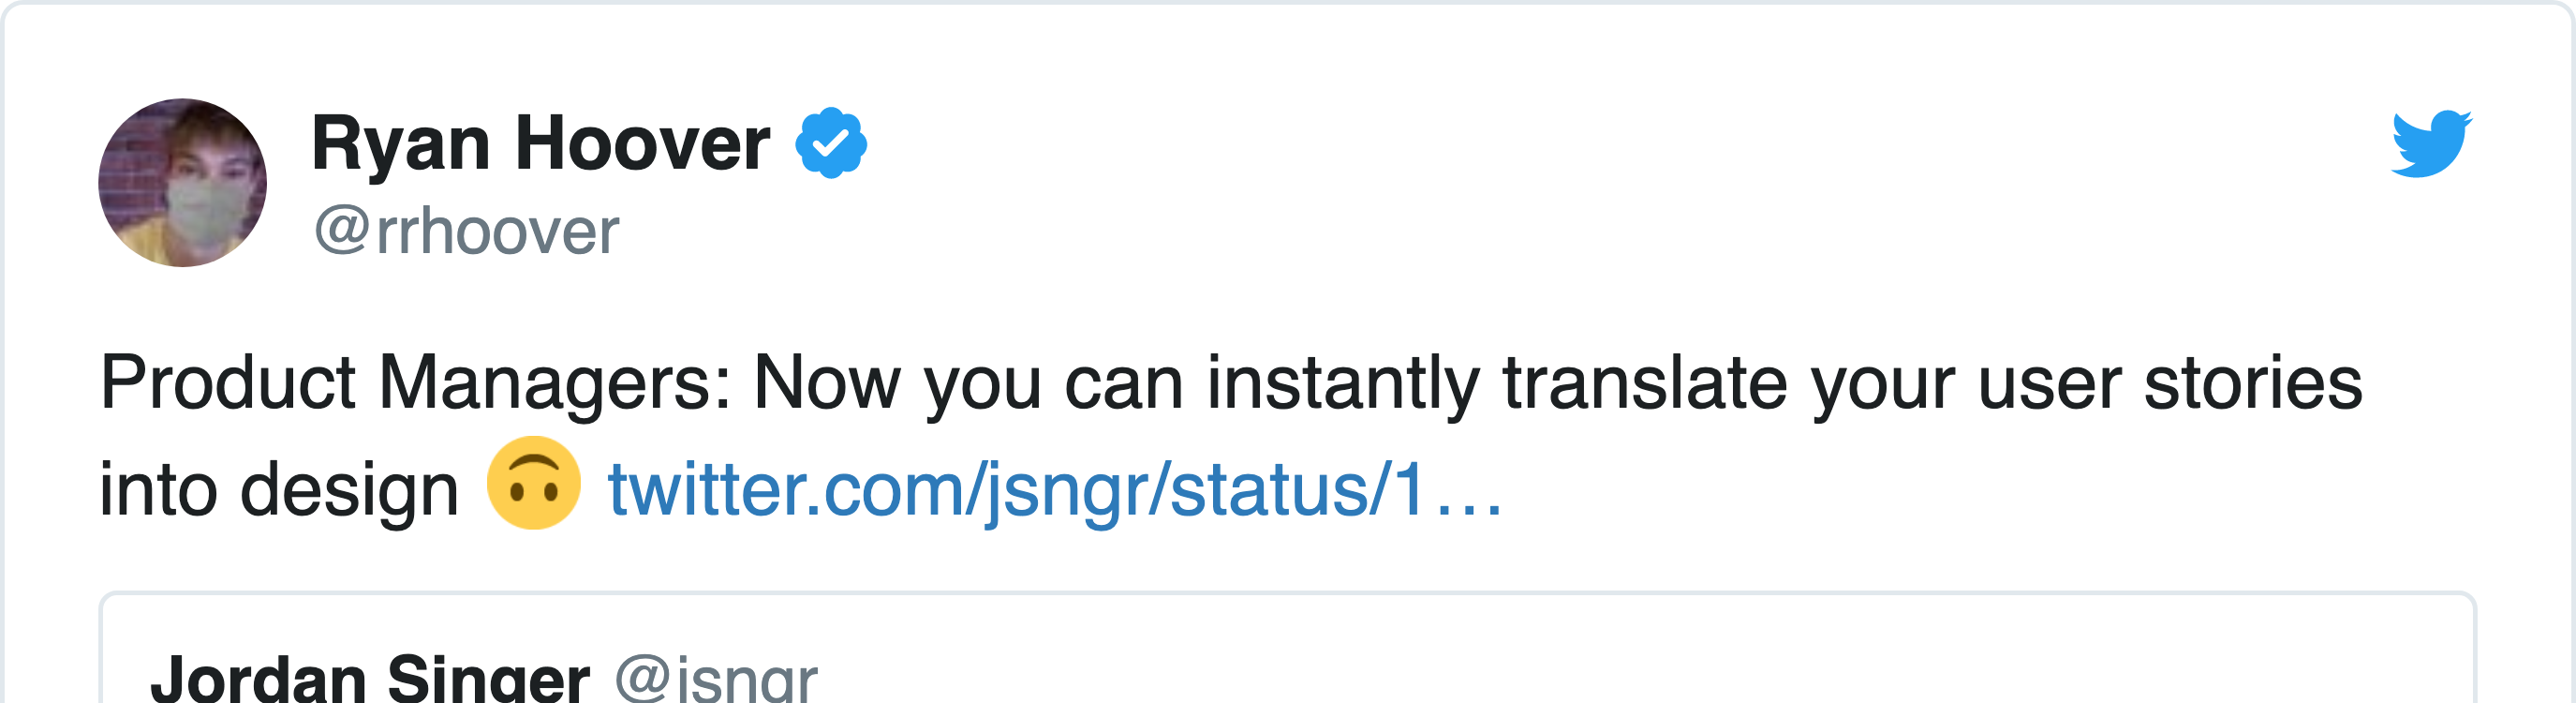 Ryan Hoover
@rrhoover
Product Managers: Now you can instantly translate your user stories
into design 🙃 twitter.com/jsngr/status/1…
Jordan Singer @jsngr